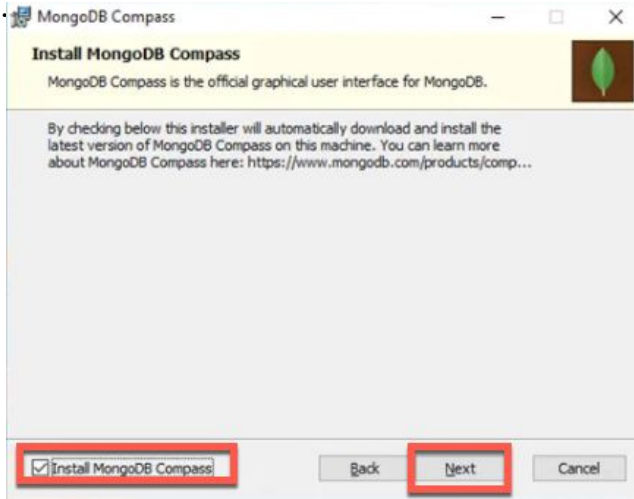 MongoDB Compass
Install MongoDB Compass
MongoDB Compass is the official graphical user interface for MongoDB.
By checking below this installer will automatically download and install the
latest version of MongoDB Compass on this machine. You can learn more
about MongoDB Compass here: https://www.mongodb.com/products/comp...
Install MongoDB Compass
Back
Next
Cancel